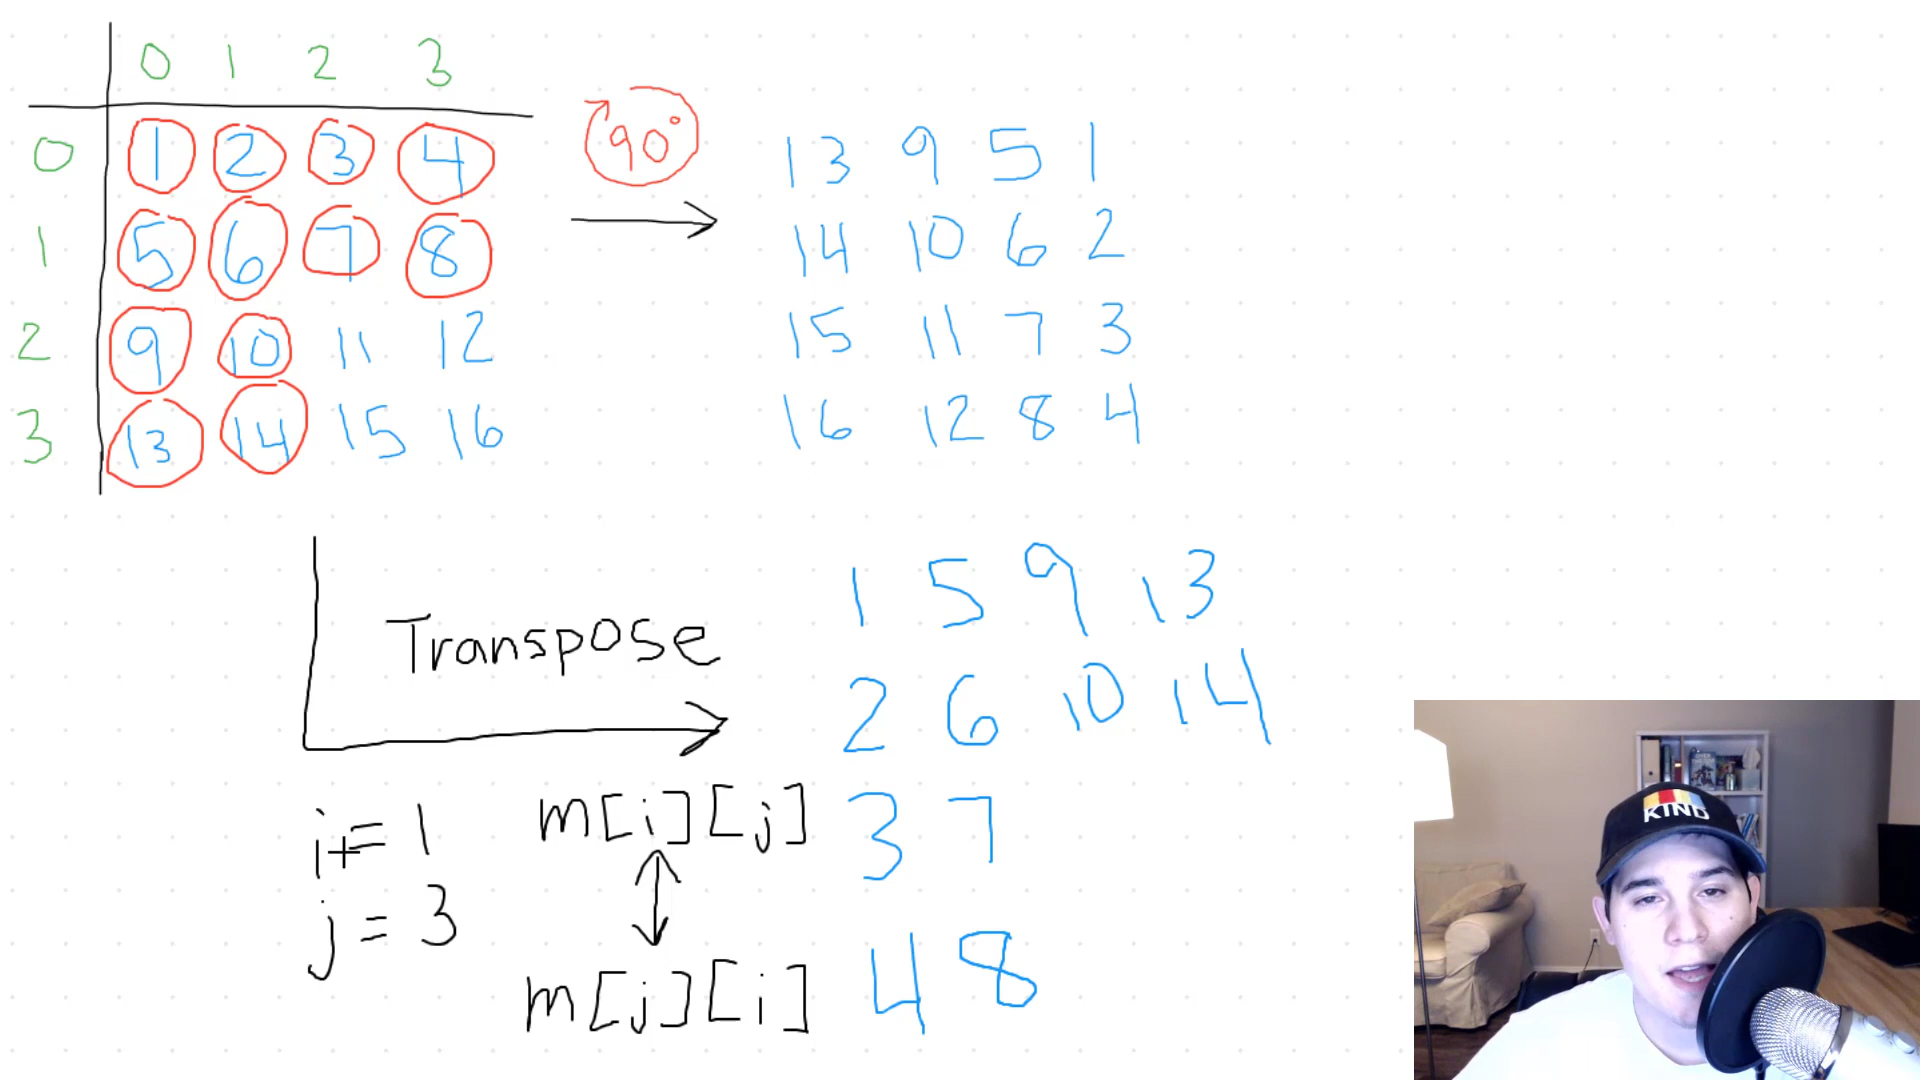 0 1 2 3
0 1 2 3 4
1 5 6 7 8
2 9 10 11 12
3 13 14 15 16
90°
13 9 5 1
14 10 6 2
15 11 7 3
16 12 8 4
Transpose
1 5 9 13
2 6 10 14
3 7
4 8
i+= 1
j = 3
m[i][j]
m[j][i]
KIND